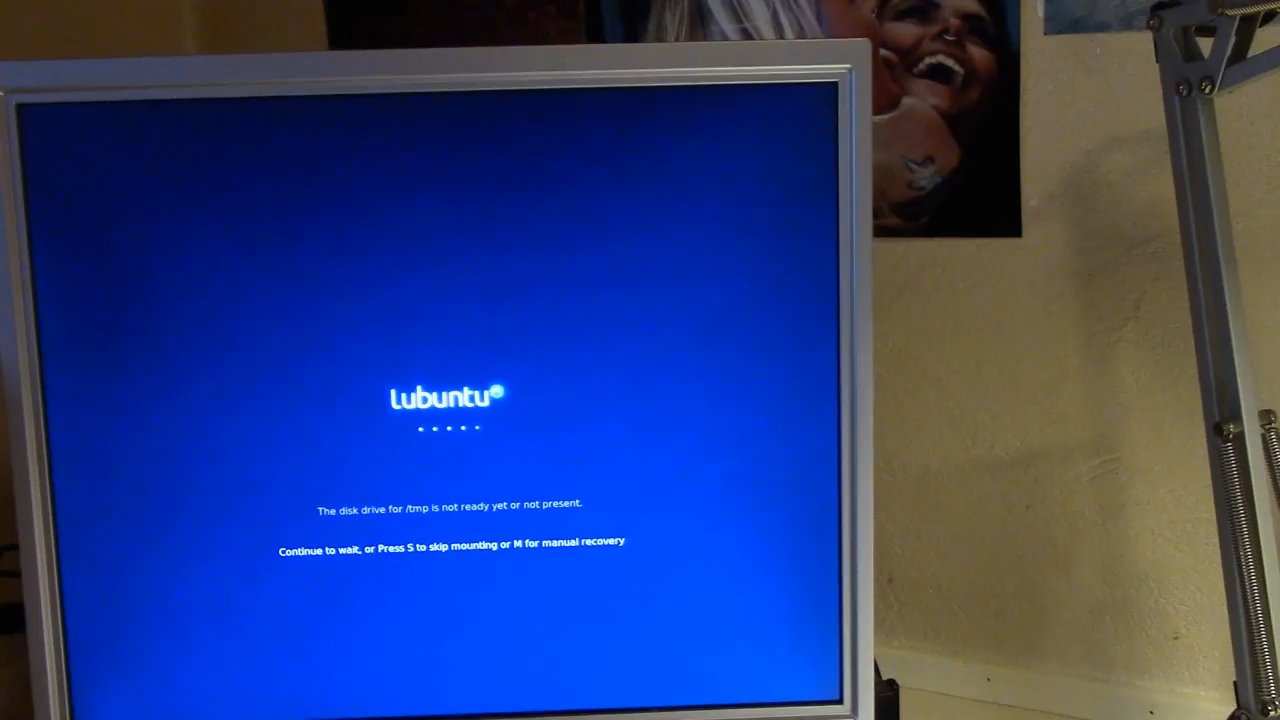 lubuntu
The disk drive for /tmp is not ready yet or not present.
Continue to wait, or Press S to skip mounting or M for manual recovery